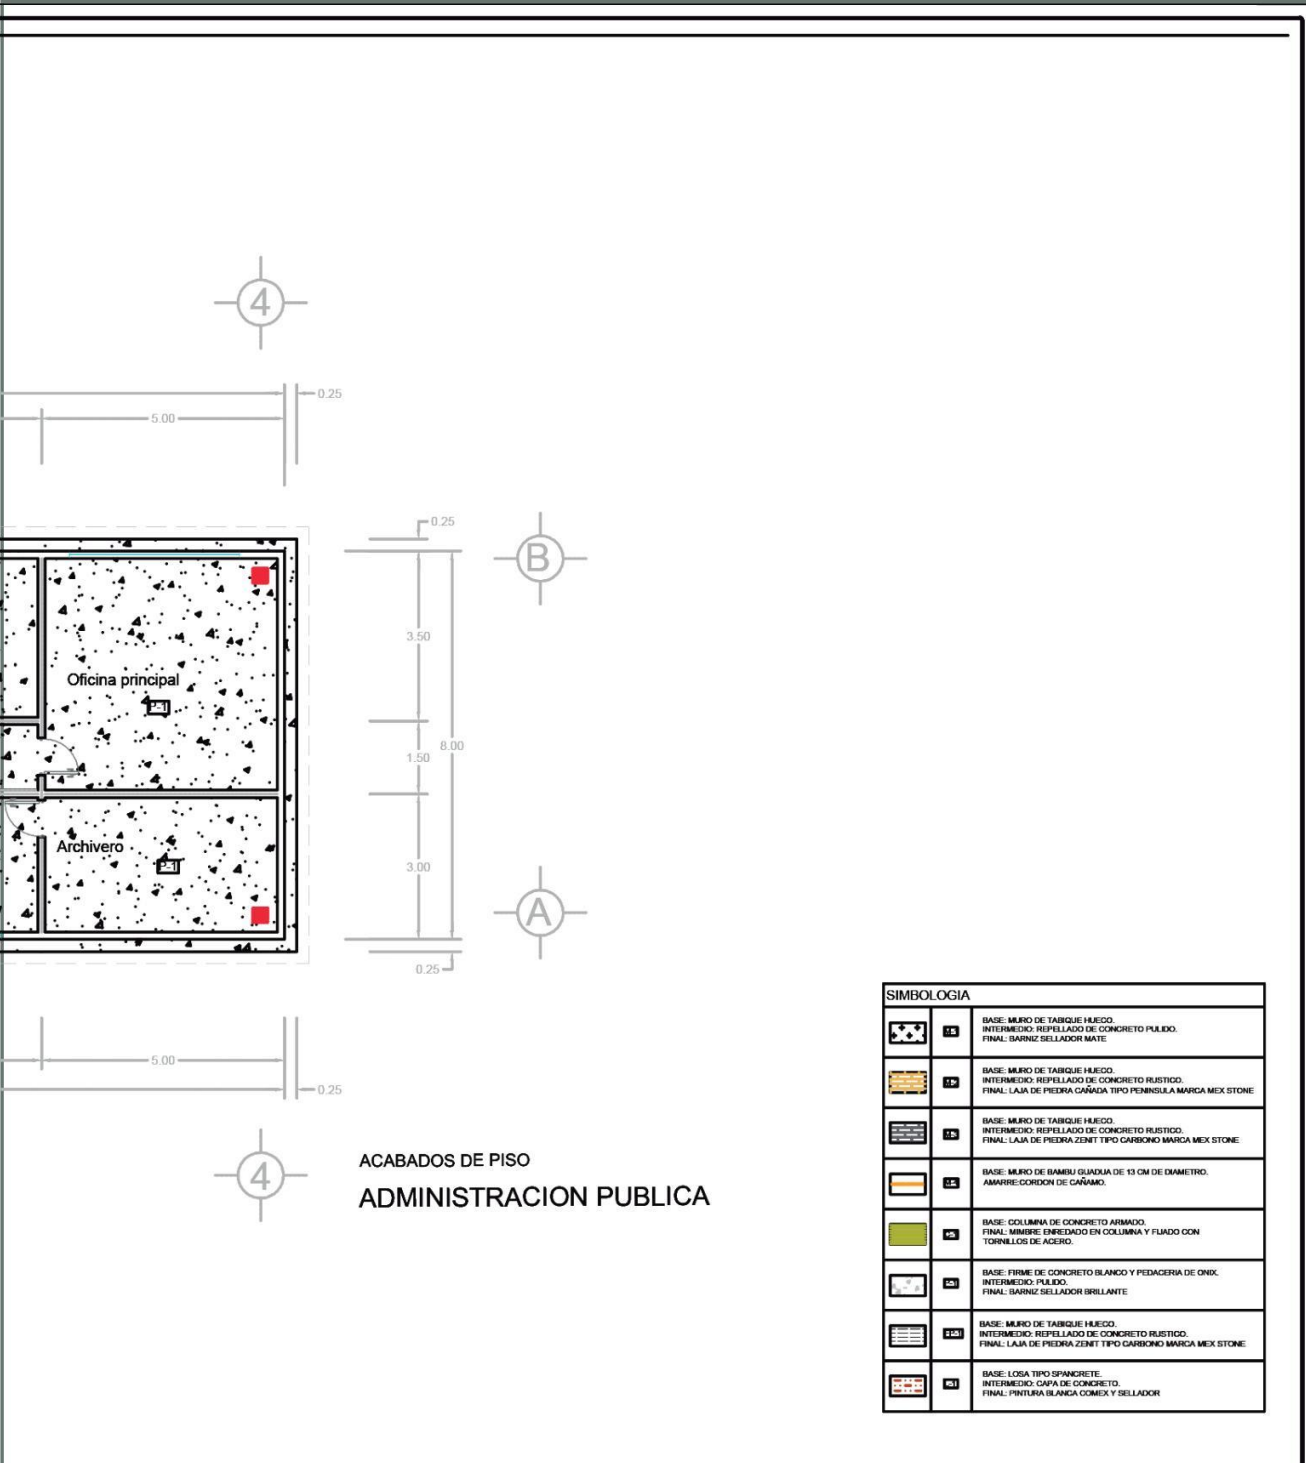 4
0.25
5.00
0.25
B
3.50
Oficina principal
P-1
8.00
1.50
Archivero
P-1
3.00
A
0.25
5.00
0.25
4
ACABADOS DE PISO
ADMINISTRACION PUBLICA
SIMBOLOGIA
BASE: MURO DE TABIQUE HUECO.
INTERMEDIO: REPELLADO DE CONCRETO PULIDO.
FINAL: BARNIZ SELLADOR MATE
BASE: MURO DE TABIQUE HUECO.
INTERMEDIO: REPELLADO DE CONCRETO RUSTICO.
FINAL: LAJA DE PIEDRA CAÑADA TIPO PENINSULA MARCA MEX STONE
BASE: MURO DE TABIQUE HUECO.
INTERMEDIO: REPELLADO DE CONCRETO RUSTICO.
FINAL: LAJA DE PIEDRA ZENIT TIPO CARBONO MARCA MEX STONE
BASE: MURO DE BAMBU GUADUA DE 13 CM DE DIAMETRO.
AMARRE:CORDON DE CAÑAMO.
BASE: COLUMNA DE CONCRETO ARMADO.
FINAL: MIMBRE ENREDADO EN COLUMNA Y FIJADO CON
TORNILLOS DE ACERO.
BASE: FIRME DE CONCRETO BLANCO Y PEDACERIA DE ONIX.
INTERMEDIO: PULIDO.
FINAL: BARNIZ SELLADOR BRILLANTE
BASE: MURO DE TABIQUE HUECO.
INTERMEDIO: REPELLADO DE CONCRETO RUSTICO.
FINAL: LAJA DE PIEDRA ZENIT TIPO CARBONO MARCA MEX STONE
BASE: LOSA TIPO SPANCRETE.
INTERMEDIO: CAPA DE CONCRETO.
FINAL: PINTURA BLANCA COMEX Y SELLADOR